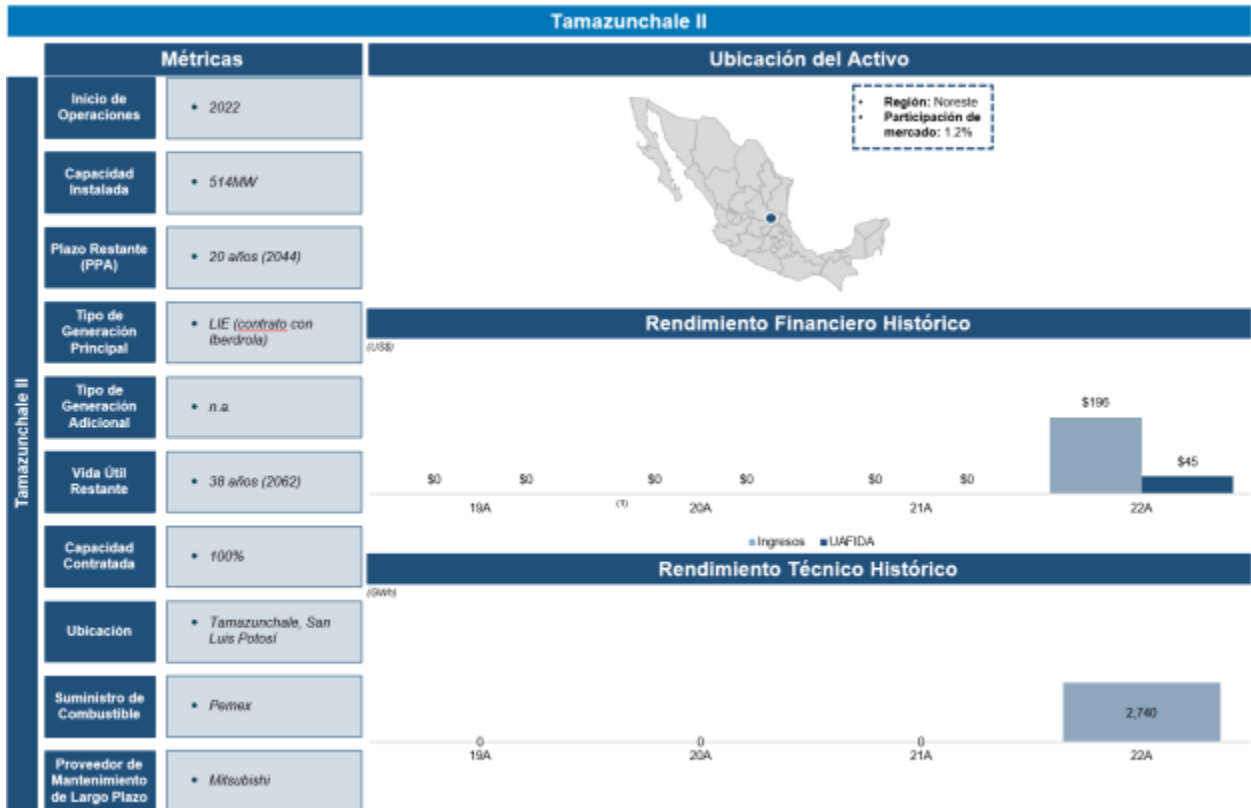 Tamazunchale II
Métricas
Ubicación del Activo
Tamazunchale II
Inicio de
Operaciones
• 2022
Capacidad
Instalada
• 514MW
Plazo Restante
(PPA)
• 20 años (2044)
Tipo de
Generación
Principal
• LIE (contrato con
Iberdrola)
Tipo de
Generación
Adicional
• n.a.
Vida Útil
Restante
• 38 años (2062)
Capacidad
Contratada
• 100%
Ubicación
• Tamazunchale, San
Luis Potosí
Suministro de
Combustible
• Pemex
Proveedor de
Mantenimiento
de Largo Plazo
• Mitsubishi
• Región: Noreste
• Participación de
mercado: 1.2%
Rendimiento Financiero Histórico
(US$)
$196
$45
$0 $0 $0 $0 $0 $0
19A (1) 20A 21A 22A
Ingresos UAFIDA
Rendimiento Técnico Histórico
(GWh)
2,740
0 0 0
19A 20A 21A 22A